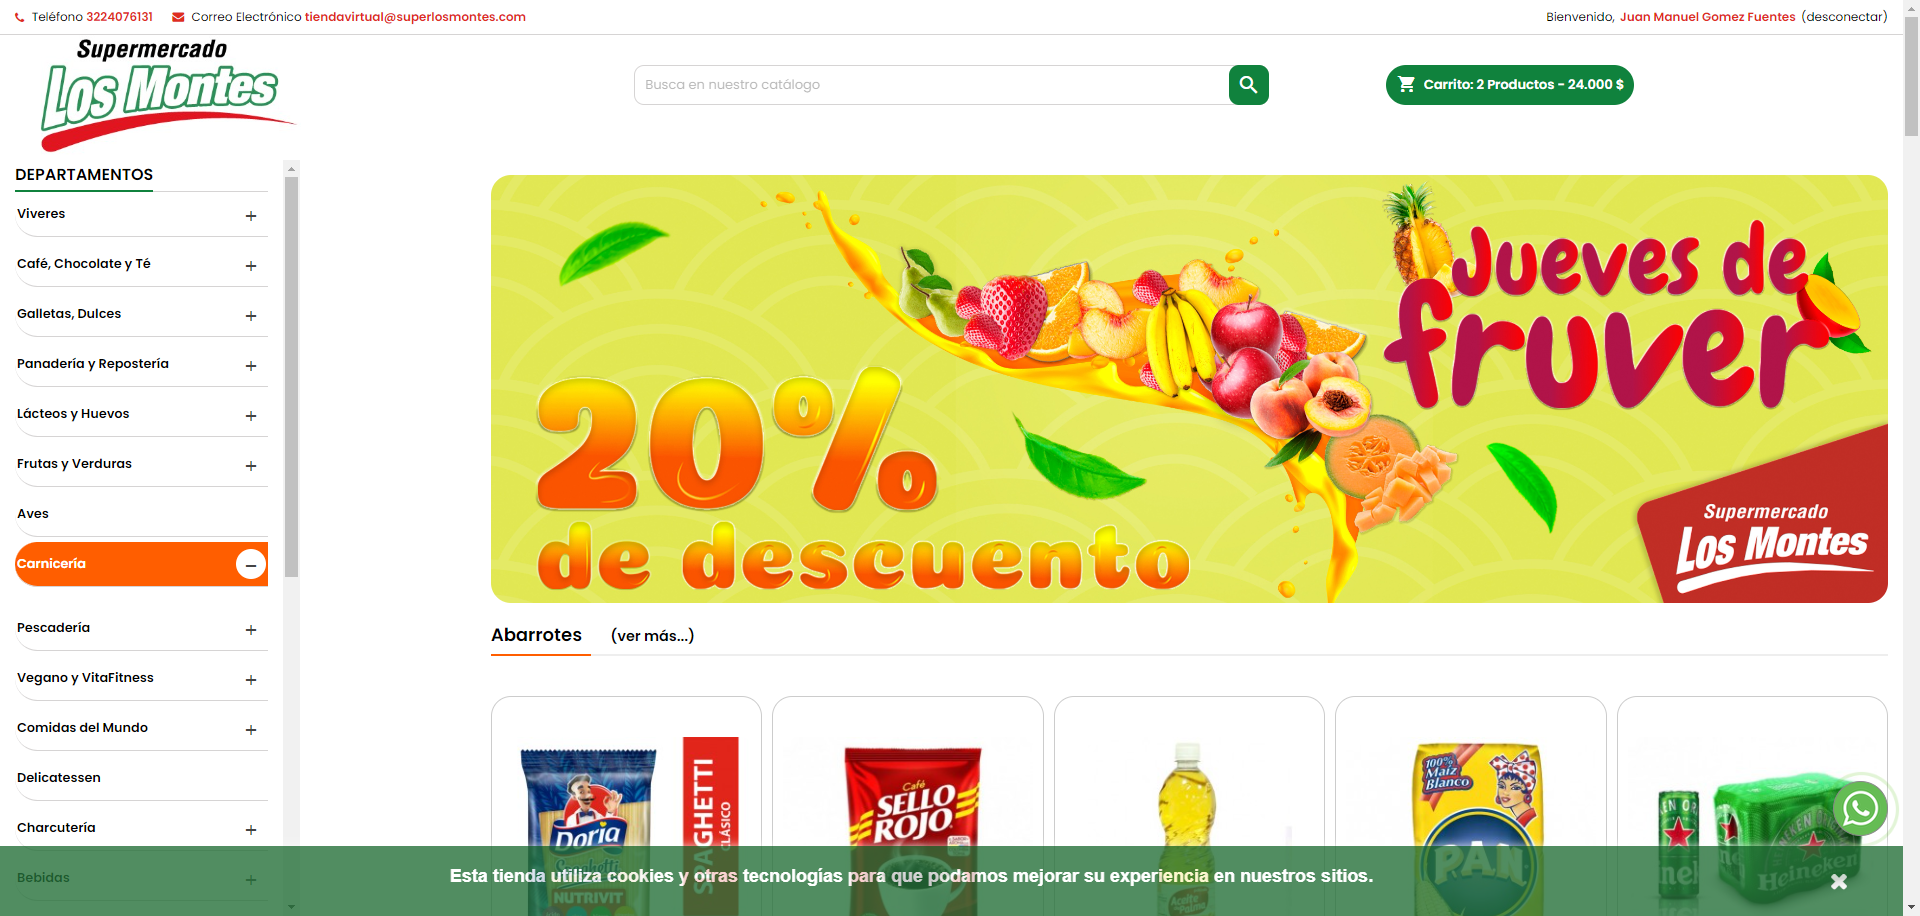 Teléfono 3224076131 Correo Electrónico tiendavirtual@superlosmontes.com
Bienvenido, Juan Manuel Gomez Fuentes (desconectar)
Supermercado
Los Montes
Busca en nuestro catálogo
Carrito: 2 Productos - 24.000 $
DEPARTAMENTOS
Viveres
Café, Chocolate y Té
Galletas, Dulces
Panadería y Repostería
Lácteos y Huevos
Frutas y Verduras
Aves
Carnicería
Pescadería
Vegano y VitaFitness
Comidas del Mundo
Delicatessen
Charcutería
Bebidas
Jueves de
fruver
20%
de descuento
Supermercado
Los Montes
Abarrotes (ver más...)
Doria
Spaghetti
NUTRIVIT
SPAGHETTI
CLÁSICO
Café
SELLO
ROJO
Aceite
de Palma
100%
Maíz
Blanco
PAN
Heineken
Esta tienda utiliza cookies y otras tecnologías para que podamos mejorar su experiencia en nuestros sitios.